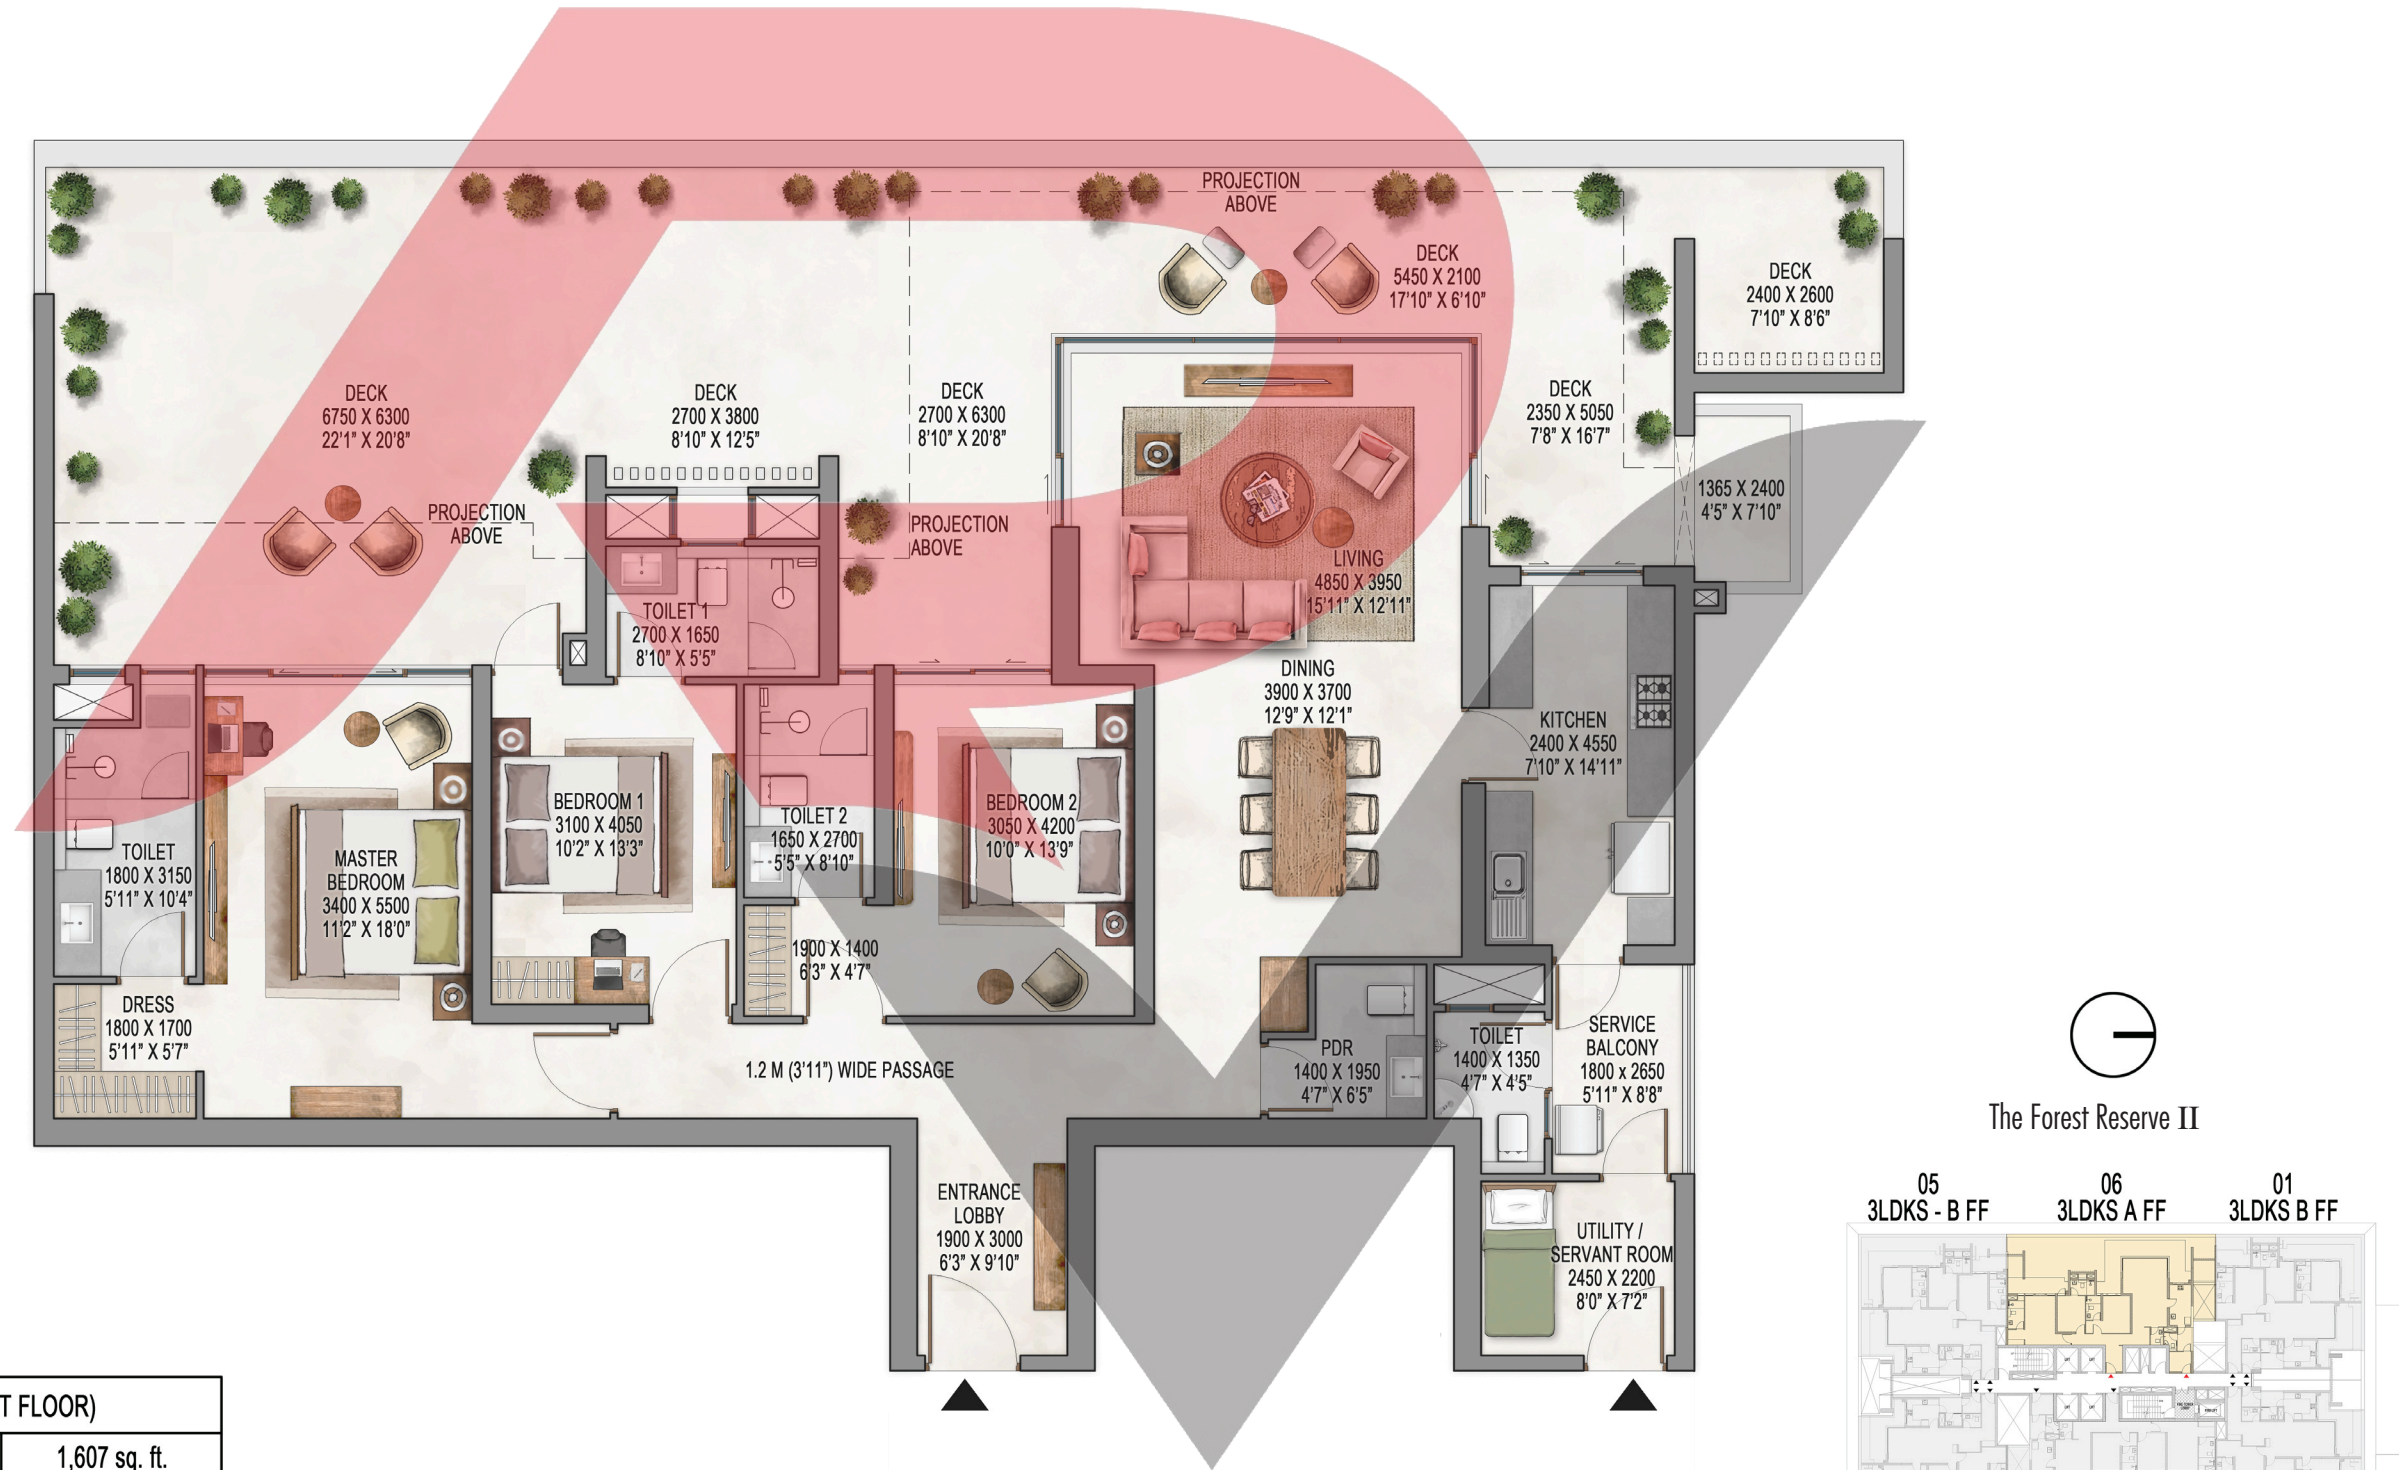 PROJECTION
ABOVE
DECK
5450 X 2100
17'10" X 6'10"
DECK
2400 X 2600
7'10" X 8'6"
DECK
6750 X 6300
22'1" X 20'8"
DECK
2700 X 3800
8'10" X 12'5"
DECK
2700 X 6300
8'10" X 20'8"
DECK
2350 X 5050
7'8" X 16'7"
1365 X 2400
4'5" X 7'10"
PROJECTION
ABOVE
PROJECTION
ABOVE
LIVING
4850 X 3950
15'11" X 12'11"
TOILET 1
2700 X 1650
8'10" X 5'5"
DINING
3900 X 3700
12'9" X 12'1"
KITCHEN
2400 X 4550
7'10" X 14'11"
TOILET
1800 X 3150
5'11" X 10'4"
MASTER
BEDROOM
3400 X 5500
11'2" X 18'0"
BEDROOM 1
3100 X 4050
10'2" X 13'3"
TOILET 2
1650 X 2700
5'5" X 8'10"
BEDROOM 2
3050 X 4200
10'0" X 13'9"
1900 X 1400
6'3" X 4'7"
DRESS
1800 X 1700
5'11" X 5'7"
1.2 M (3'11") WIDE PASSAGE
PDR
1400 X 1950
4'7" X 6'5"
TOILET
1400 X 1350
4'7" X 4'5"
SERVICE
BALCONY
1800 x 2650
5'11" X 8'8"
ENTRANCE
LOBBY
1900 X 3000
6'3" X 9'10"
UTILITY /
SERVANT ROOM
2450 X 2200
8'0" X 7'2"
The Forest Reserve II
05
3LDKS - B FF
06
3LDKS A FF
01
3LDKS B FF
T FLOOR)
1,607 sq. ft.